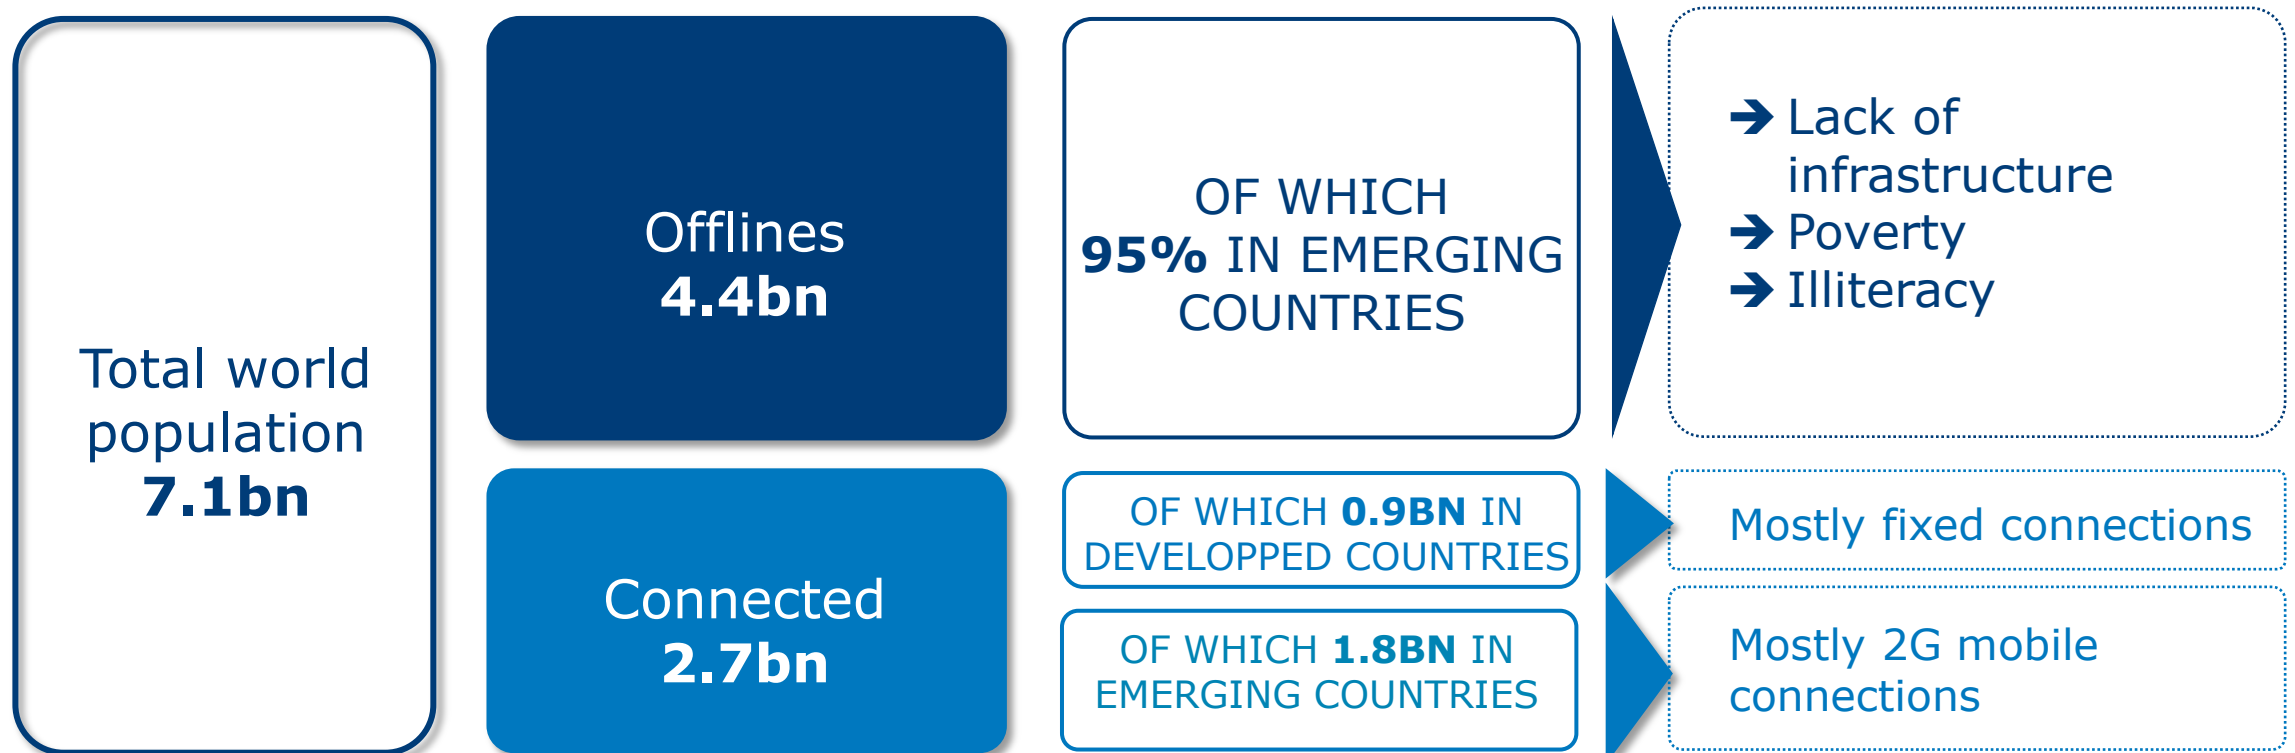 Total world
population
7.1bn
Offlines
4.4bn
OF WHICH
95% IN EMERGING
COUNTRIES
➔ Lack of
infrastructure
➔ Poverty
➔ Illiteracy
Connected
2.7bn
OF WHICH 0.9BN IN
DEVELOPPED COUNTRIES
Mostly fixed connections
OF WHICH 1.8BN IN
EMERGING COUNTRIES
Mostly 2G mobile
connections